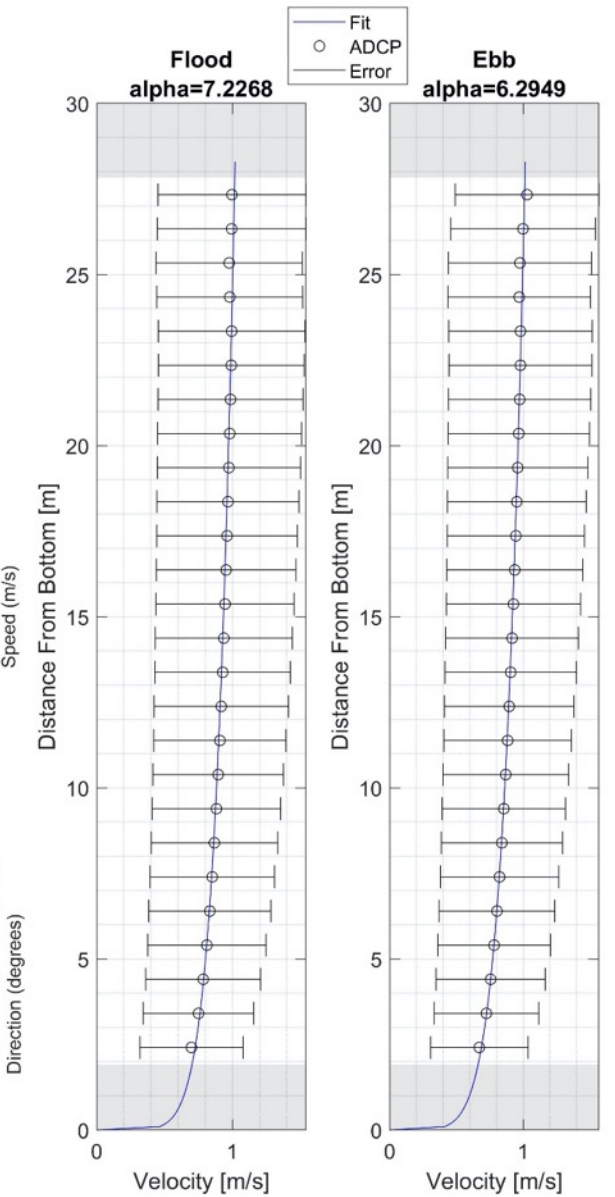 Fit
ADCP
Error
Flood
alpha=7.2268
Ebb
alpha=6.2949
Speed (m/s)
Direction (degrees)
Distance From Bottom [m]
30
25
20
15
10
5
0
0
1
Velocity [m/s]
Distance From Bottom [m]
30
25
20
15
10
5
0
0
1
Velocity [m/s]